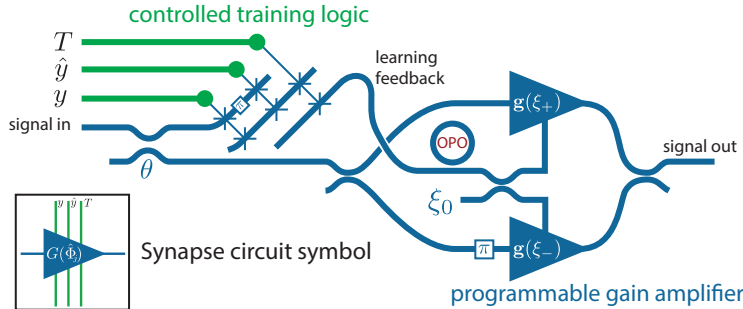 controlled training logic
T
ŷ
y
signal in
θ
π
learning
feedback
OPO
ξ₀
g(ξ₊)
g(ξ₋)
π
signal out
y ŷ T
G(Φ̂ⱼ)
Synapse circuit symbol
programmable gain amplifier